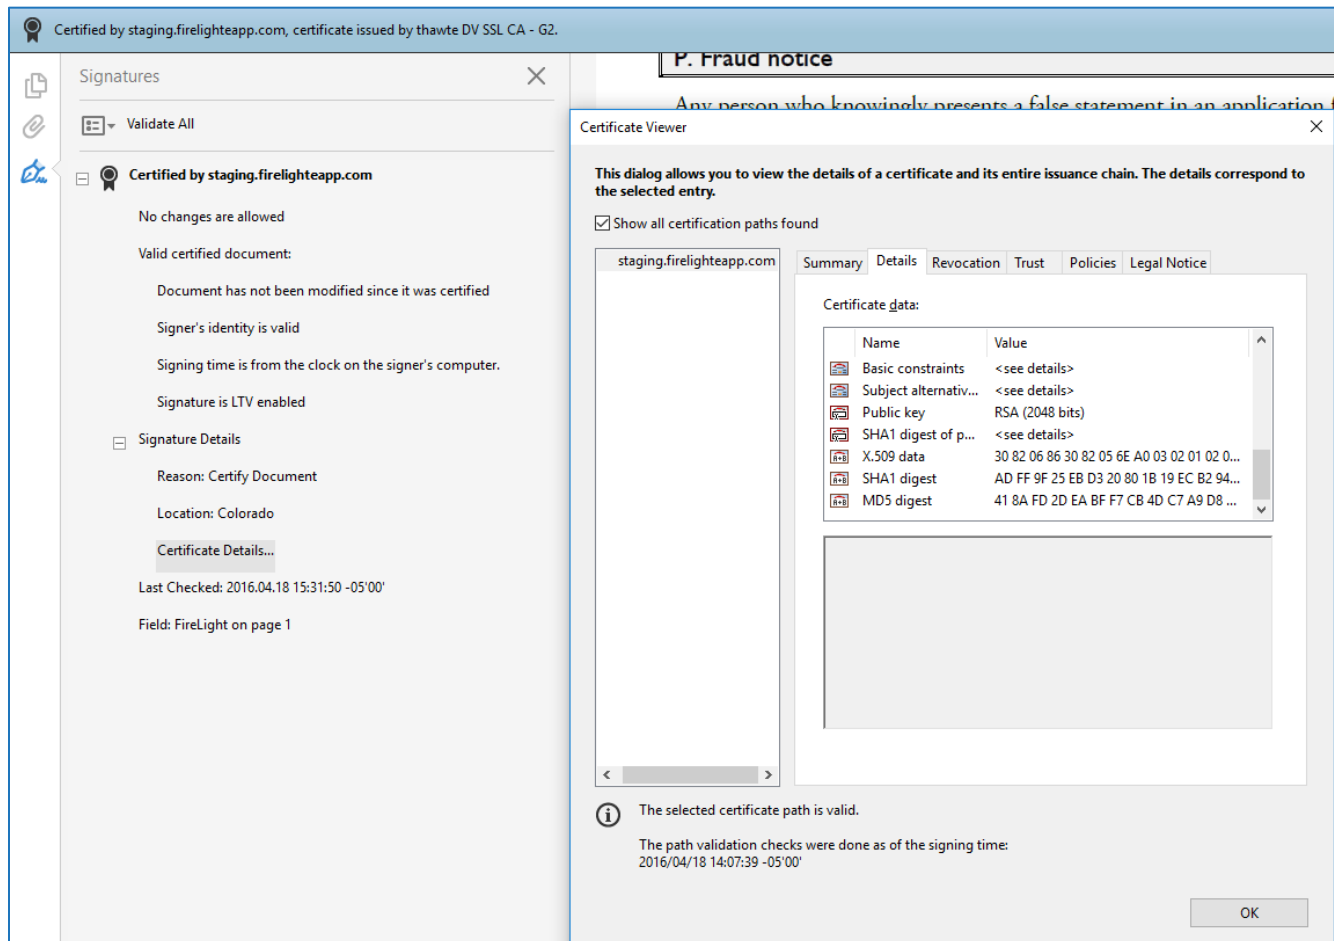 Certified by staging.firelighteapp.com, certificate issued by thawte DV SSL CA - G2.
Signatures
Validate All
Certified by staging.firelighteapp.com
No changes are allowed
Valid certified document:
Document has not been modified since it was certified
Signer's identity is valid
Signing time is from the clock on the signer's computer.
Signature is LTV enabled
Signature Details
Reason: Certify Document
Location: Colorado
Certificate Details...
Last Checked: 2016.04.18 15:31:50 -05'00'
Field: FireLight on page 1
P. Fraud notice
Any person who knowingly presents a false statement in an application f
Certificate Viewer
This dialog allows you to view the details of a certificate and its entire issuance chain. The details correspond to
the selected entry.
Show all certification paths found
staging.firelighteapp.com
Summary Details Revocation Trust Policies Legal Notice
Certificate data:
Name Value
Basic constraints <see details>
Subject alternativ... <see details>
Public key RSA (2048 bits)
SHA1 digest of p... <see details>
X.509 data 30 82 06 86 30 82 05 6E A0 03 02 01 02 0...
SHA1 digest AD FF 9F 25 EB D3 20 80 1B 19 EC B2 94...
MD5 digest 41 8A FD 2D EA BF F7 CB 4D C7 A9 D8 ...
The selected certificate path is valid.
The path validation checks were done as of the signing time:
2016/04/18 14:07:39 -05'00'
OK